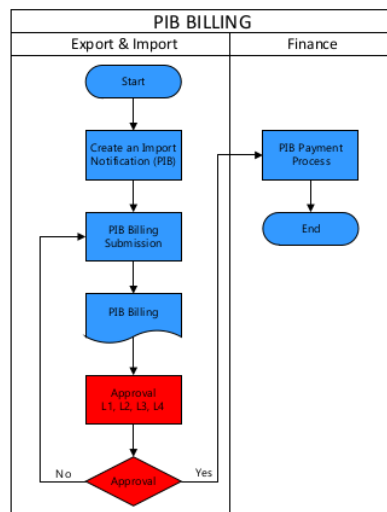 PIB BILLING
Export & Import
Finance
Start
Create an Import
Notification (PIB)
PIB Payment
Process
PIB Billing
Submission
End
PIB Billing
Approval
L1, L2, L3, L4
No
Approval
Yes